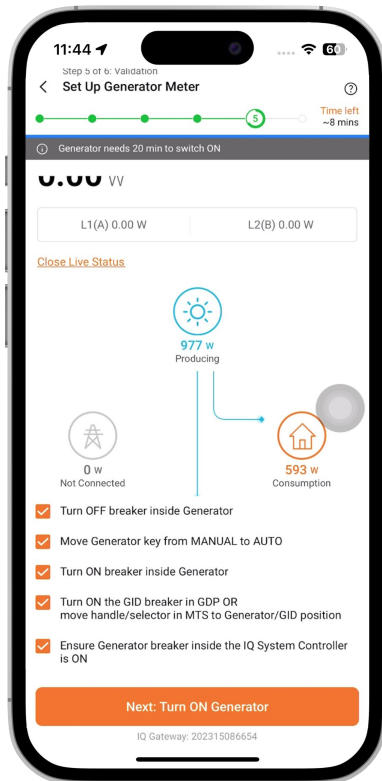 11:44
60
Step 5 of 6: Validation
Set Up Generator Meter
?
5
Time left
~8 mins
Generator needs 20 min to switch ON
0.00 W
L1(A) 0.00 W
L2(B) 0.00 W
Close Live Status
977 W
Producing
0 W
Not Connected
593 W
Consumption
Turn OFF breaker inside Generator
Move Generator key from MANUAL to AUTO
Turn ON breaker inside Generator
Turn ON the GID breaker in GDP OR
move handle/selector in MTS to Generator/GID position
Ensure Generator breaker inside the IQ System Controller
is ON
Next: Turn ON Generator
IQ Gateway: 202315086654